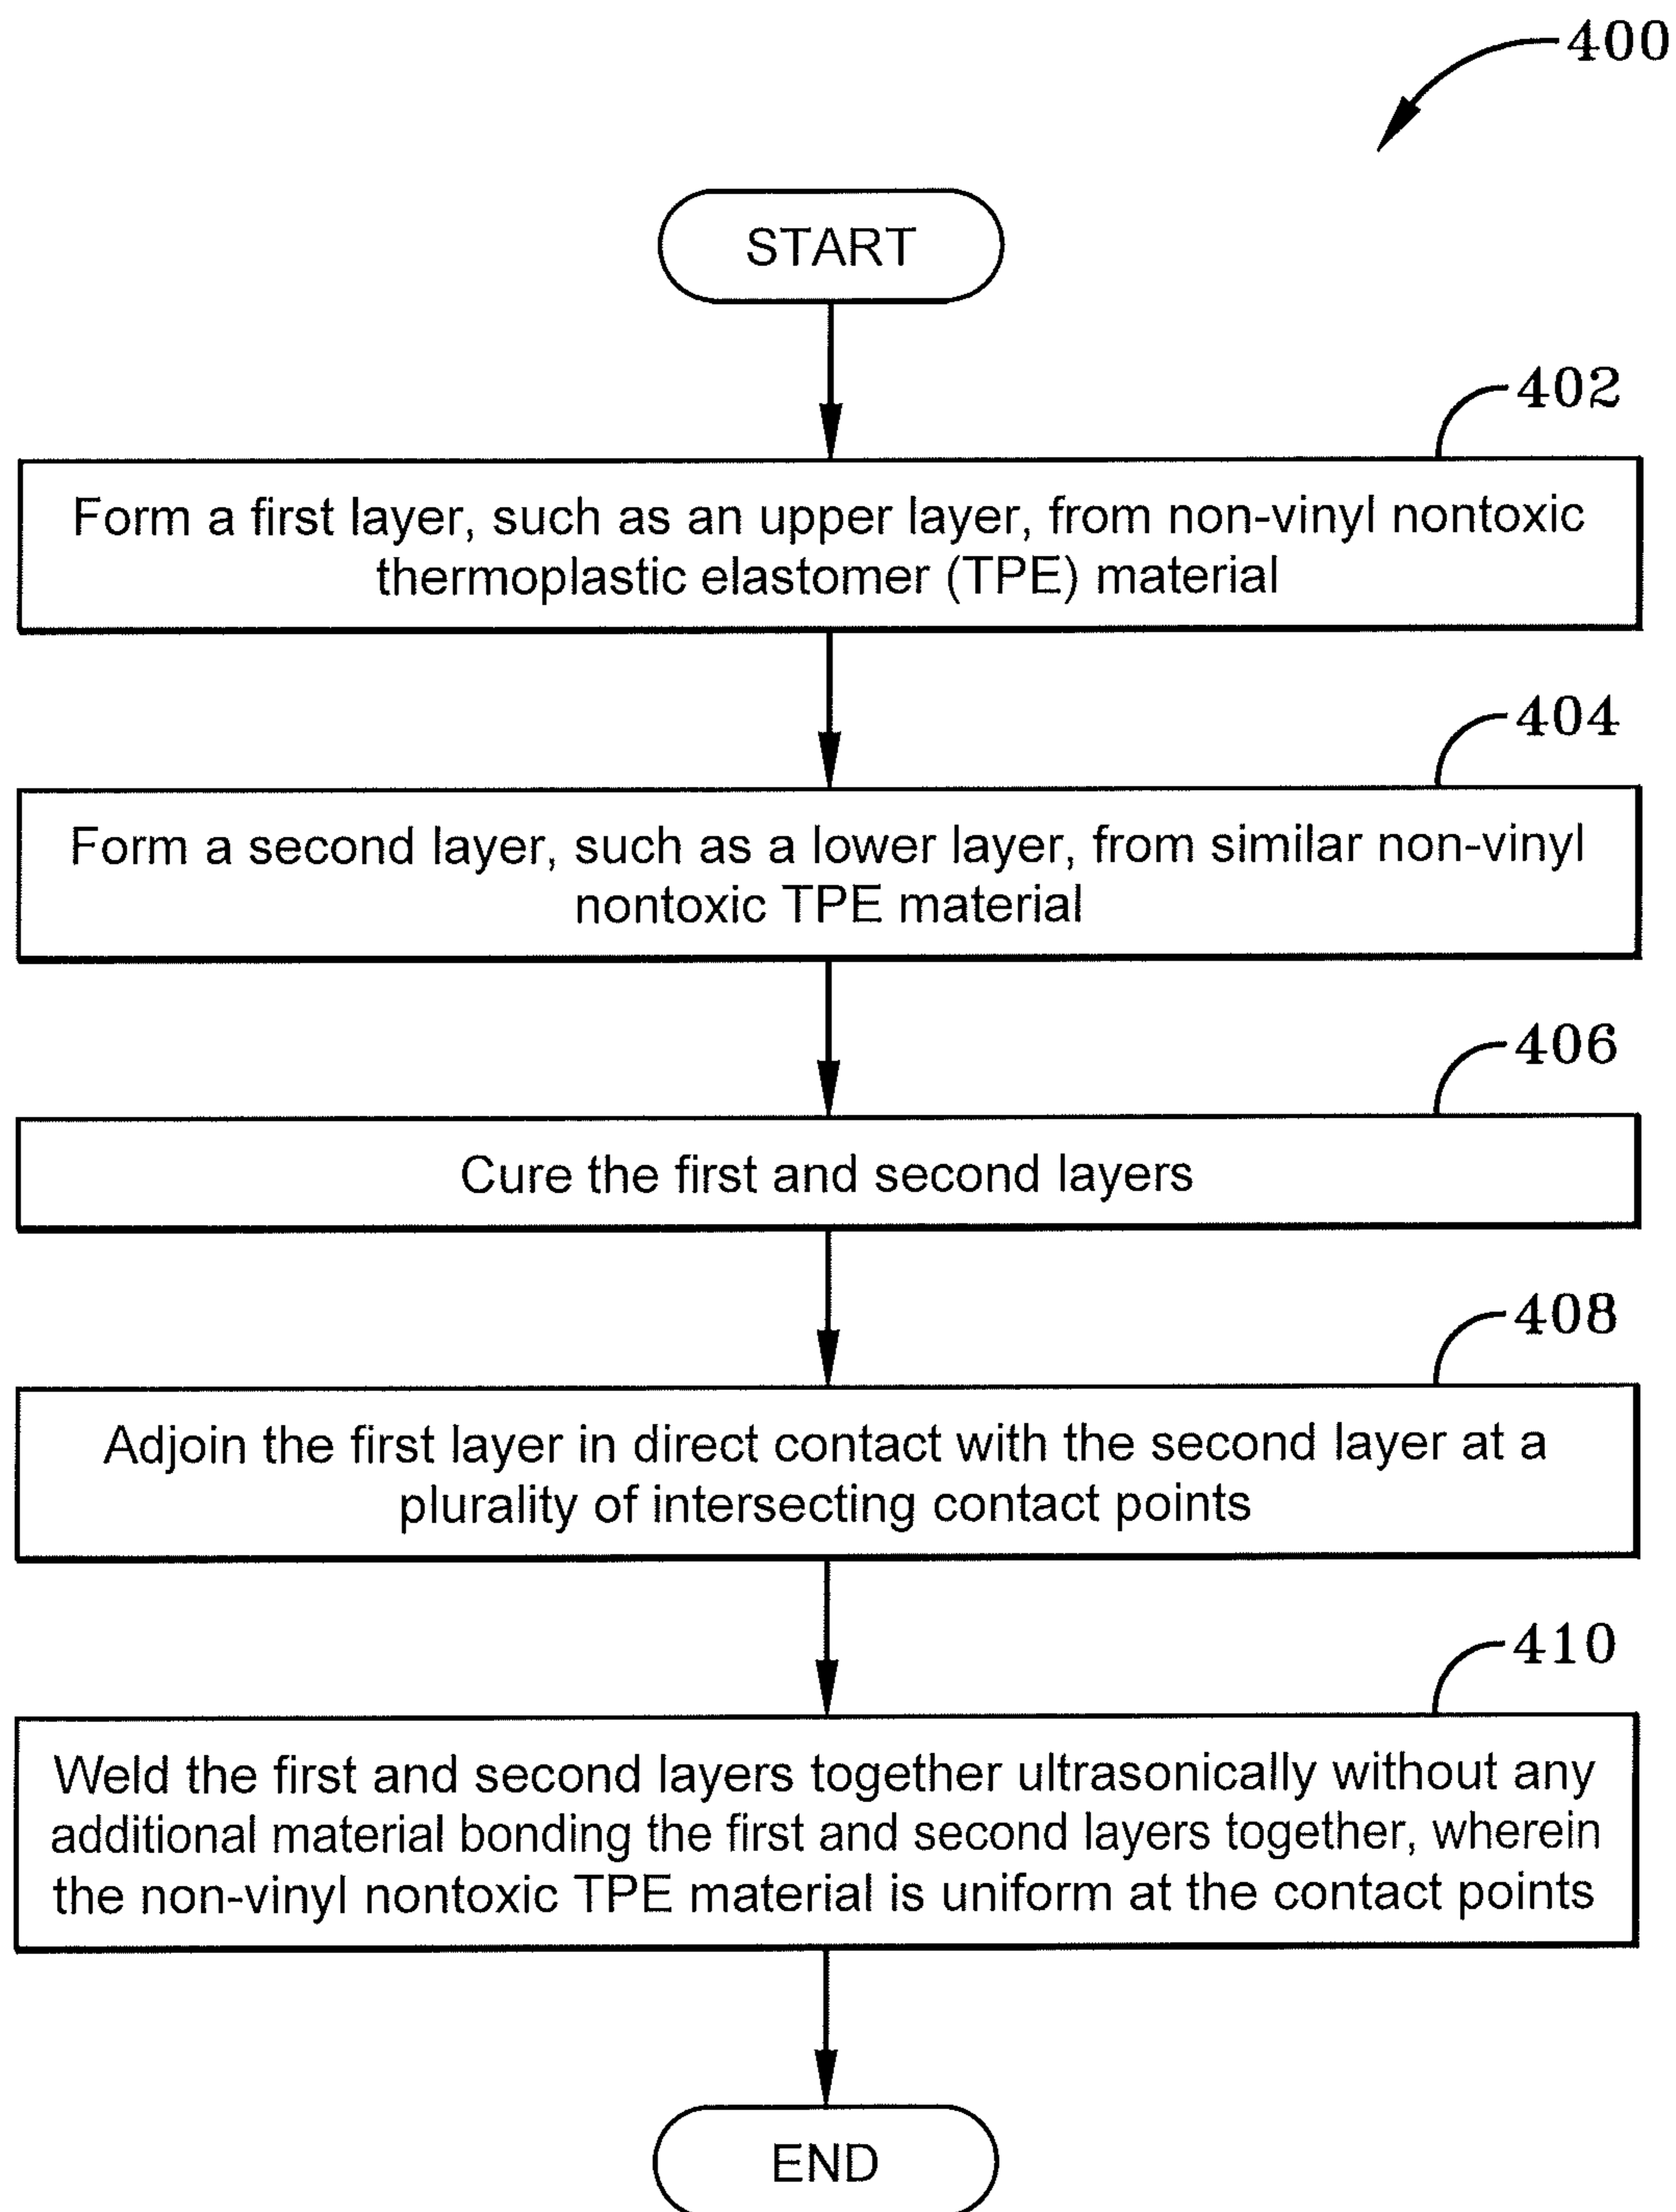 400
START
402
Form a first layer, such as an upper layer, from non-vinyl nontoxic
thermoplastic elastomer (TPE) material
404
Form a second layer, such as a lower layer, from similar non-vinyl
nontoxic TPE material
406
Cure the first and second layers
408
Adjoin the first layer in direct contact with the second layer at a
plurality of intersecting contact points
410
Weld the first and second layers together ultrasonically without any
additional material bonding the first and second layers together, wherein
the non-vinyl nontoxic TPE material is uniform at the contact points
END